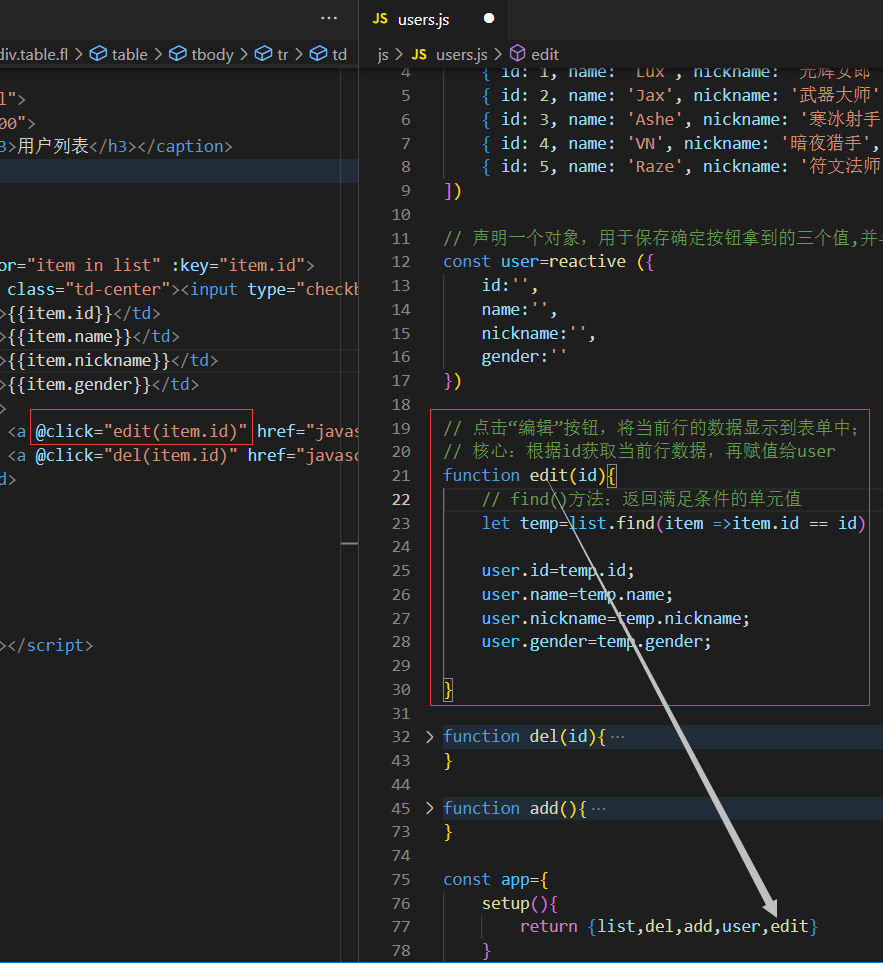 ···
div.table.fl > table > tbody > tr > td
l">
00">
3>用户列表</h3></caption>
or="item in list" :key="item.id">
class="td-center"><input type="checkb
>{{item.id}}</td>
>{{item.name}}</td>
>{{item.nickname}}</td>
>{{item.gender}}</td>
>
<a @click="edit(item.id)" href="javas
<a @click="del(item.id)" href="javasc
d>
></script>
JS users.js
js > JS users.js > edit
4 { id: 1, name: 'Lux', nickname: '光辉女郎
5 { id: 2, name: 'Jax', nickname: '武器大师'
6 { id: 3, name: 'Ashe', nickname: '寒冰射手
7 { id: 4, name: 'VN', nickname: '暗夜猎手',
8 { id: 5, name: 'Raze', nickname: '符文法师
9 ])
10
11 // 声明一个对象，用于保存确定按钮拿到的三个值,并
12 const user=reactive ({
13 id:'',
14 name:'',
15 nickname:'',
16 gender:''
17 })
18
19 // 点击“编辑”按钮，将当前行的数据显示到表单中；
20 // 核心：根据id获取当前行数据，再赋值给user
21 function edit(id){
22 // find()方法：返回满足条件的单元值
23 let temp=list.find(item =>item.id == id)
24
25 user.id=temp.id;
26 user.name=temp.name;
27 user.nickname=temp.nickname;
28 user.gender=temp.gender;
29
30 }
31
32 > function del(id){ ···
43 }
44
45 > function add(){ ···
73 }
74
75 const app={
76 setup(){
77 return {list,del,add,user,edit}
78 }